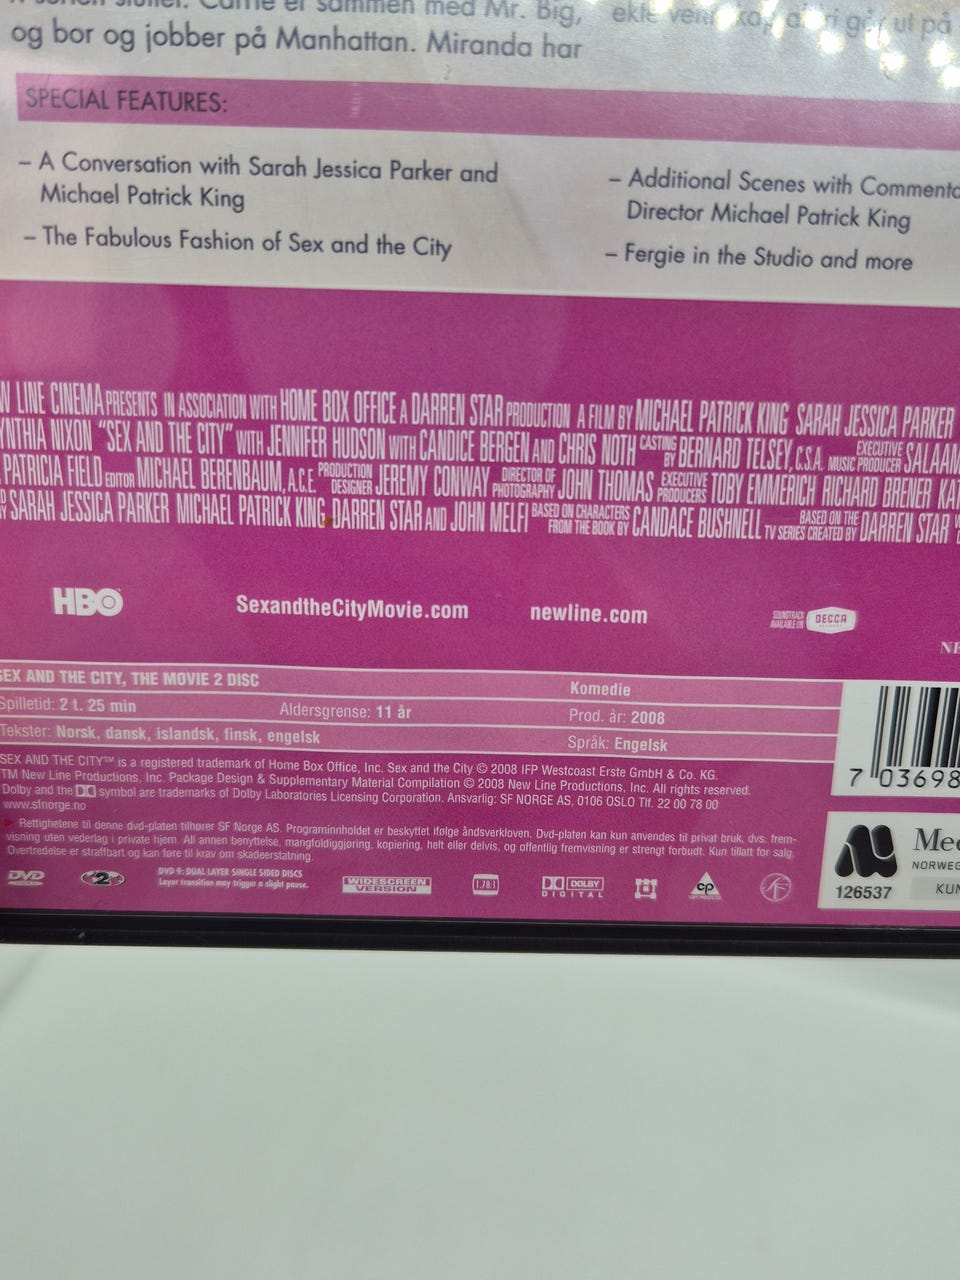 sammen med Mr. Big,
og bor og jobber på Manhattan. Miranda har
ut på
SPECIAL FEATURES:
– A Conversation with Sarah Jessica Parker and
Michael Patrick King
– The Fabulous Fashion of Sex and the City
– Additional Scenes with
Director Michael Patrick King
– Fergie in the Studio and more
LINE CINEMA PRESENTS IN ASSOCIATION WITH HOME BOX OFFICE A DARREN STAR PRODUCTION A FILM BY MICHAEL PATRICK KING SARAH JESSICA PARKER
NIXON "SEX AND THE CITY" WITH JENNIFER HUDSON WITH CANDICE BERGEN AND CHRIS NOTH CASTING BY BERNARD TELSEY, C.S.A. EXECUTIVE MUSIC PRODUCER SALAAM
PATRICIA FIELD EDITOR MICHAEL BERENBAUM, A.C.E. PRODUCTION DESIGNER JEREMY CONWAY DIRECTOR OF PHOTOGRAPHY JOHN THOMAS EXECUTIVE PRODUCERS TOBY EMMERICH RICHARD BRENER
SARAH JESSICA PARKER MICHAEL PATRICK KING DARREN STAR AND JOHN MELFI BASED ON CHARACTERS FROM THE BOOK BY CANDACE BUSHNELL BASED ON THE TV SERIES CREATED BY DARREN STAR
HBO SexandtheCityMovie.com newline.com SOUNDTRACK AVAILABLE ON DECCA
SEX AND THE CITY, THE MOVIE 2 DISC Komedie
Spilletid: 2 t. 25 min Aldersgrense: 11 år Prod. år: 2008
Tekster: Norsk, dansk, islandsk, finsk, engelsk Språk: Engelsk
SEX AND THE CITY™ is a registered trademark of Home Box Office, Inc. Sex and the City © 2008 IFP Westcoast Erste GmbH & Co. KG.
TM New Line Productions, Inc. Package Design & Supplementary Material Compilation © 2008 New Line Productions, Inc. All rights reserved.
Dolby and the symbol are trademarks of Dolby Laboratories Licensing Corporation. Ansvarlig: SF NORGE AS, 0106 OSLO Tlf. 22 00 78 00
www.sfnorge.no
Rettighetene til denne dvd-platen tilhører SF Norge AS. Programinnholdet er beskyttet ifølge åndsverkloven. Dvd-platen kan kun anvendes til privat bruk, dvs. frem-
visning uten vederlag i private hjem. All annen benyttelse, mangfoldiggjøring, kopiering, helt eller delvis, og offentlig fremvisning er strengt forbudt. Kun tillatt for salg.
Overtredelse er straffbart og kan føre til krav om skadeerstatning.
DVD 2 DVD 9: DUAL LAYER SINGLE SIDED DISCS
Layer transition may trigger a slight pause.
WIDESCREEN VERSION 1.78:1 DOLBY DIGITAL cp
7 03698
NORWEG
126537